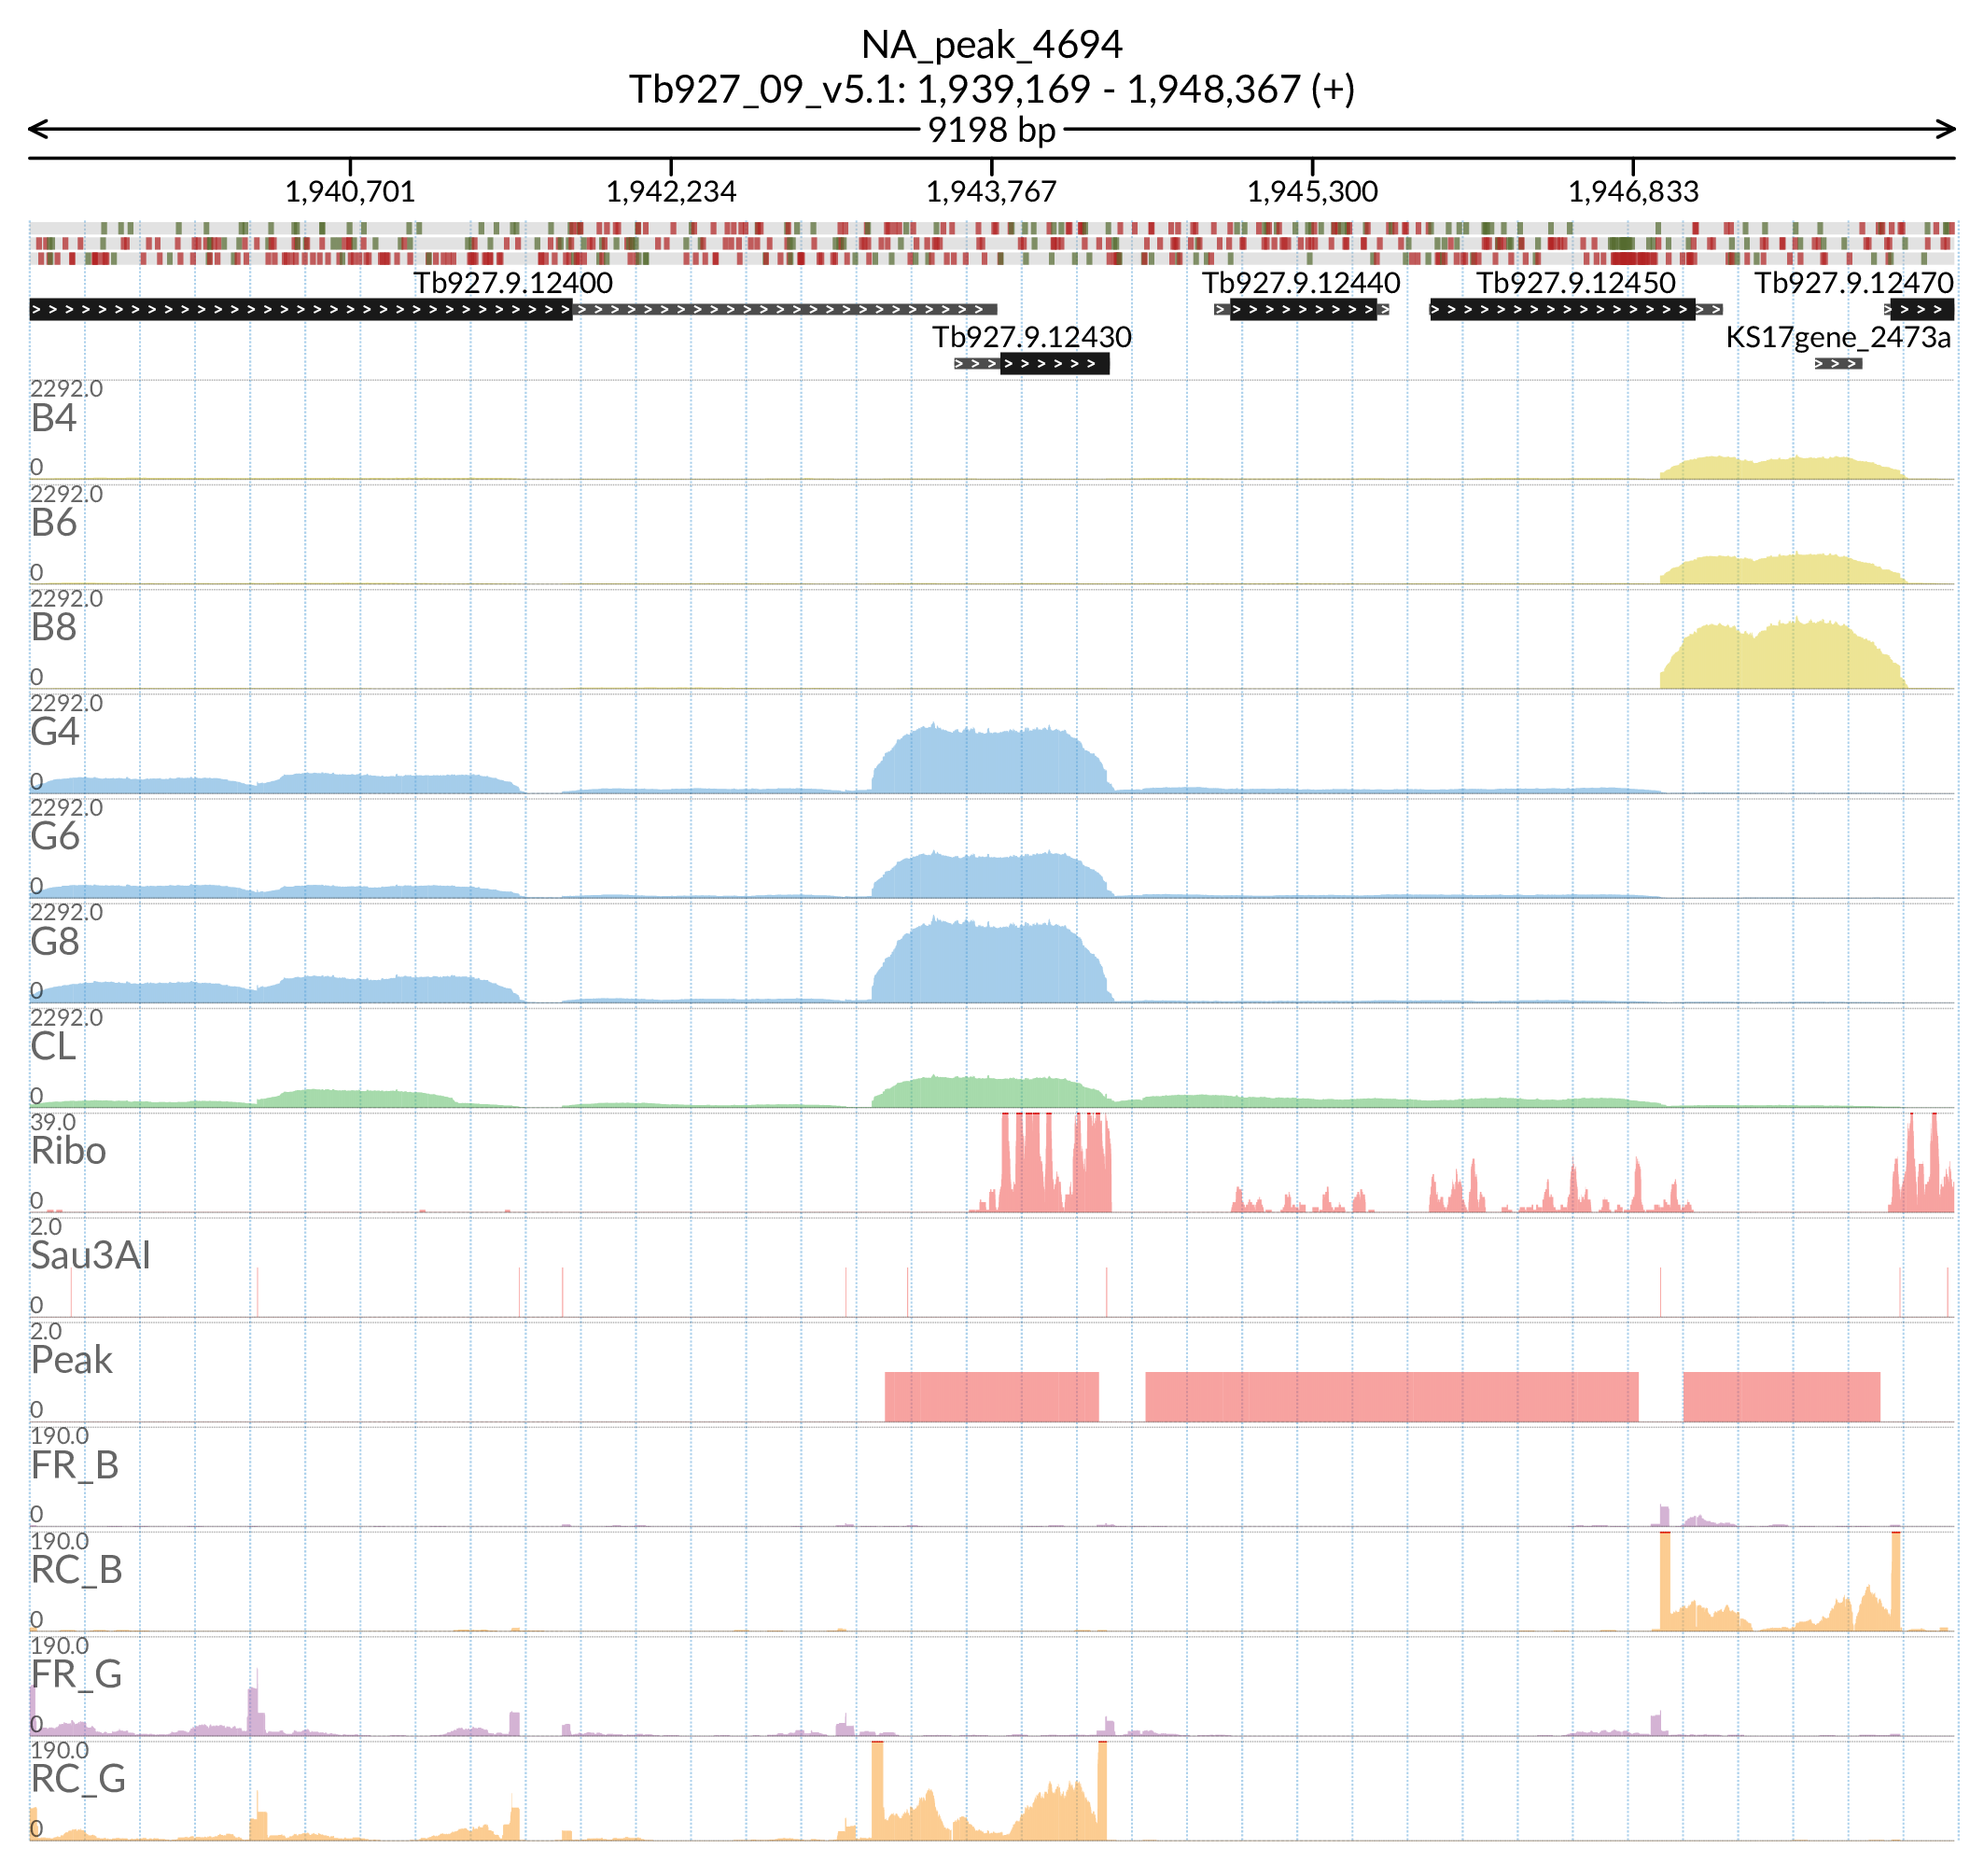 NA_peak_4694
Tb927_09_v5.1: 1,939,169 - 1,948,367 (+)
9198 bp
1,940,701 1,942,234 1,943,767 1,945,300 1,946,833
Tb927.9.12400 Tb927.9.12440 Tb927.9.12450 Tb927.9.12470
Tb927.9.12430 KS17gene_2473a
2292.0
B4
0
2292.0
B6
0
2292.0
B8
0
2292.0
G4
0
2292.0
G6
0
2292.0
G8
0
2292.0
CL
0
39.0
Ribo
0
2.0
Sau3AI
0
2.0
Peak
0
190.0
FR_B
0
190.0
RC_B
0
190.0
FR_G
0
190.0
RC_G
0